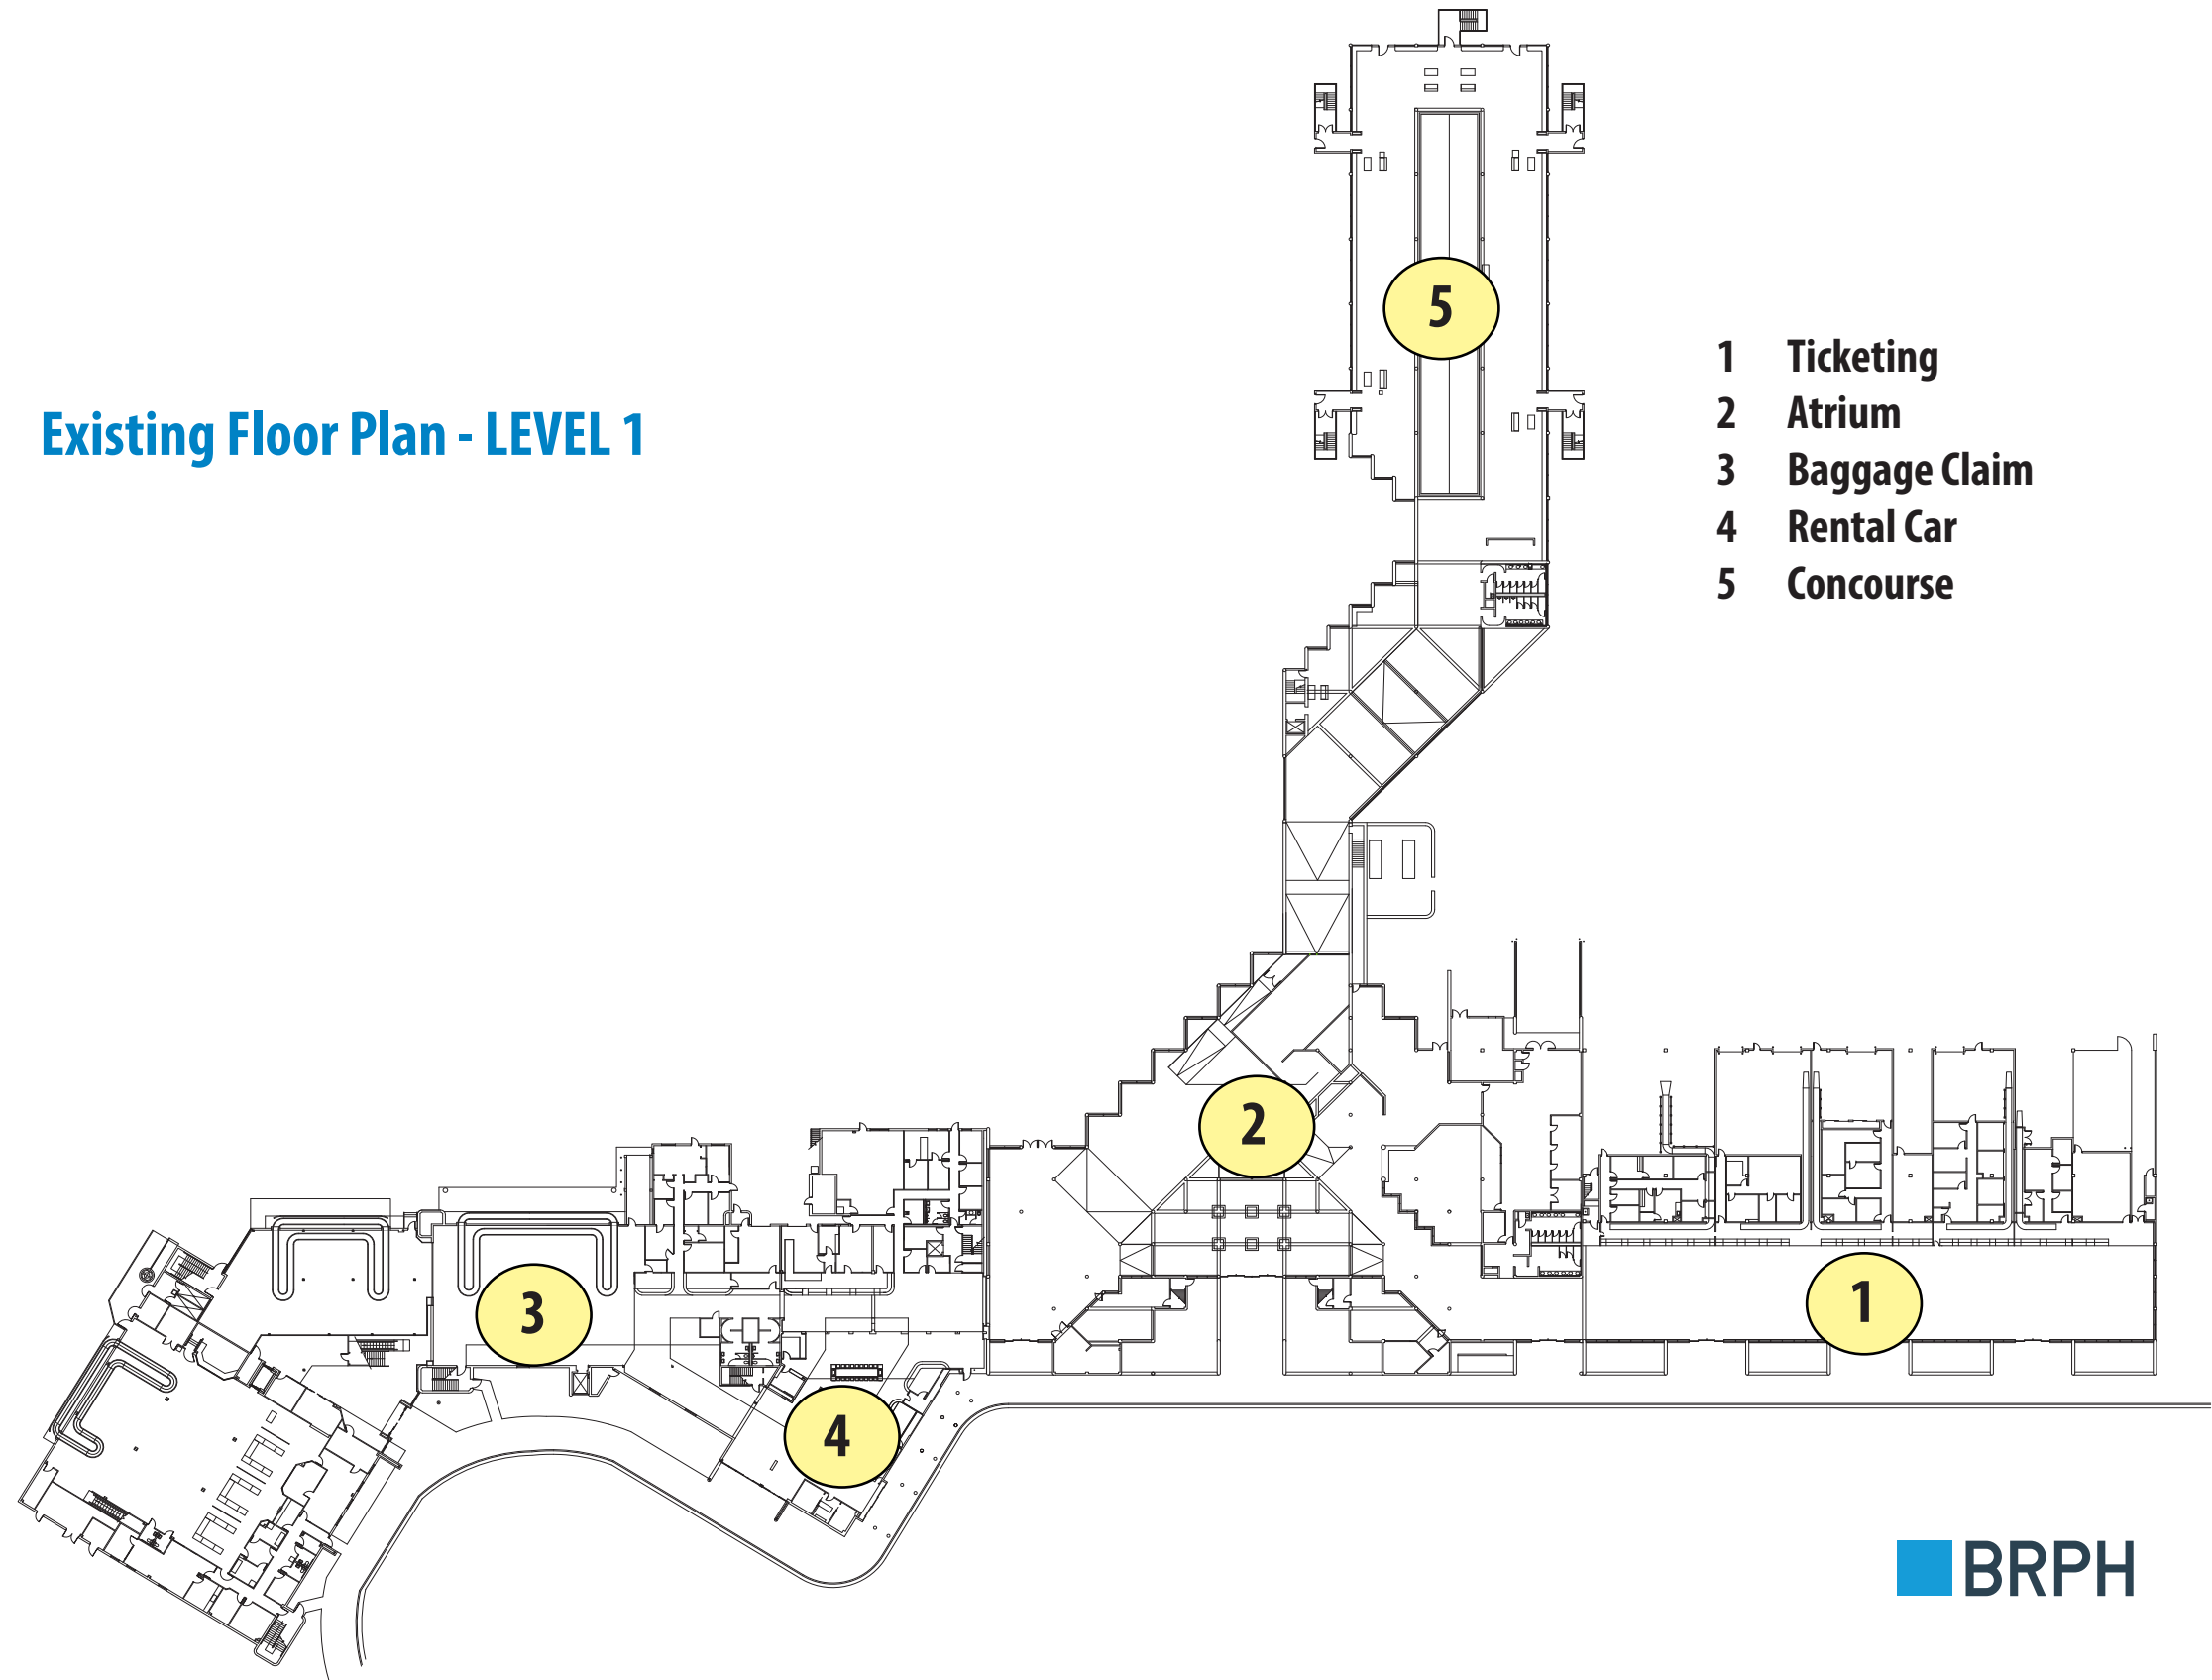 Existing Floor Plan - LEVEL 1
1 Ticketing
2 Atrium
3 Baggage Claim
4 Rental Car
5 Concourse
5
2
1
3
4
BRPH